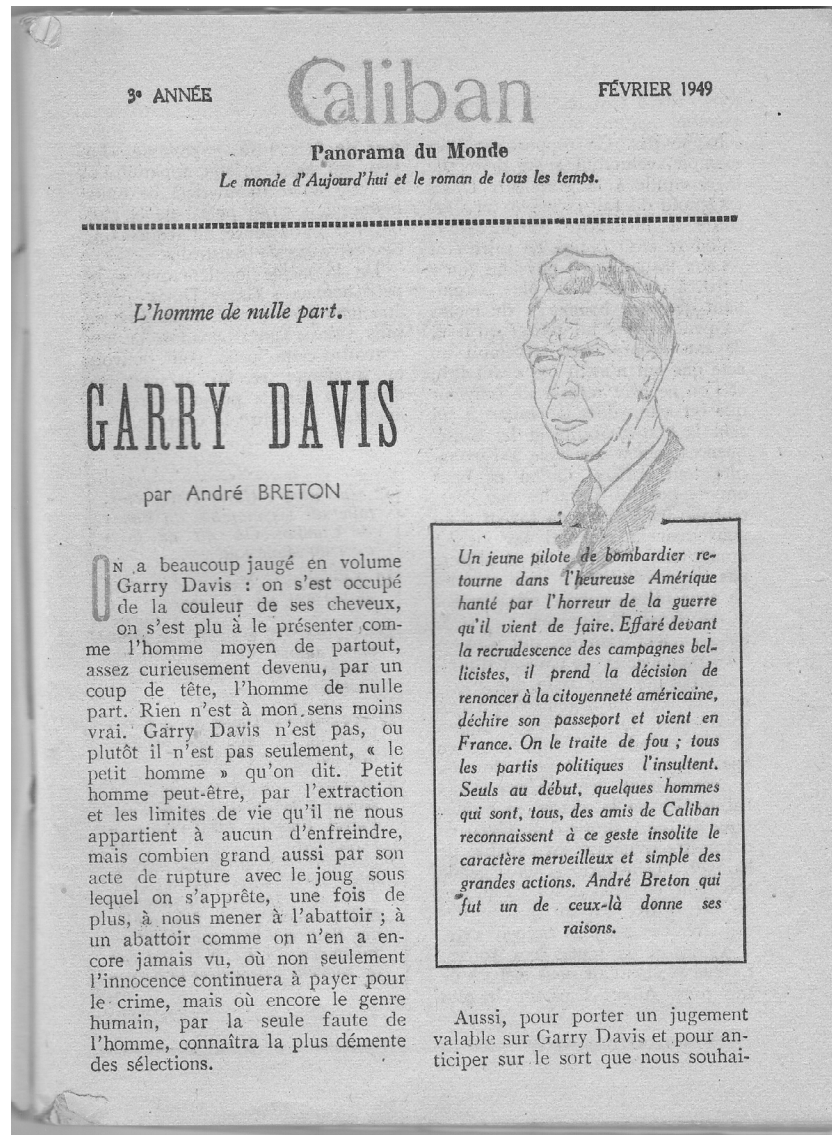 3e ANNÉE
Caliban
FÉVRIER 1949
Panorama du Monde
Le monde d'Aujourd'hui et le roman de tous les temps.
L'homme de nulle part.
GARRY DAVIS
par André BRETON
ON a beaucoup jaugé en volume
Garry Davis : on s'est occupé
de la couleur de ses cheveux,
on s'est plu à le présenter com-
me l'homme moyen de partout,
assez curieusement devenu, par un
coup de tête, l'homme de nulle
part. Rien n'est à mon sens moins
vrai. Garry Davis n'est pas, ou
plutôt il n'est pas seulement, « le
petit homme » qu'on dit. Petit
homme peut-être, par l'extraction
et les limites de vie qu'il ne nous
appartient à aucun d'enfreindre,
mais combien grand aussi par son
acte de rupture avec le joug sous
lequel on s'apprête, une fois de
plus, à nous mener à l'abattoir ; à
un abattoir comme on n'en a en-
core jamais vu, où non seulement
l'innocence continuera à payer pour
le crime, mais où encore le genre
humain, par la seule faute de
l'homme, connaîtra la plus démente
des sélections.
Un jeune pilote de bombardier re-
tourne dans l'heureuse Amérique
hanté par l'horreur de la guerre
qu'il vient de faire. Effaré devant
la recrudescence des campagnes bel-
licistes, il prend la décision de
renoncer à la citoyenneté américaine,
déchire son passeport et vient en
France. On le traite de fou ; tous
les partis politiques l'insultent.
Seuls au début, quelques hommes
qui sont, tous, des amis de Caliban
reconnaissent à ce geste insolite le
caractère merveilleux et simple des
grandes actions. André Breton qui
fut un de ceux-là donne ses
raisons.
Aussi, pour porter un jugement
valable sur Garry Davis et pour an-
ticiper sur le sort que nous souhai-